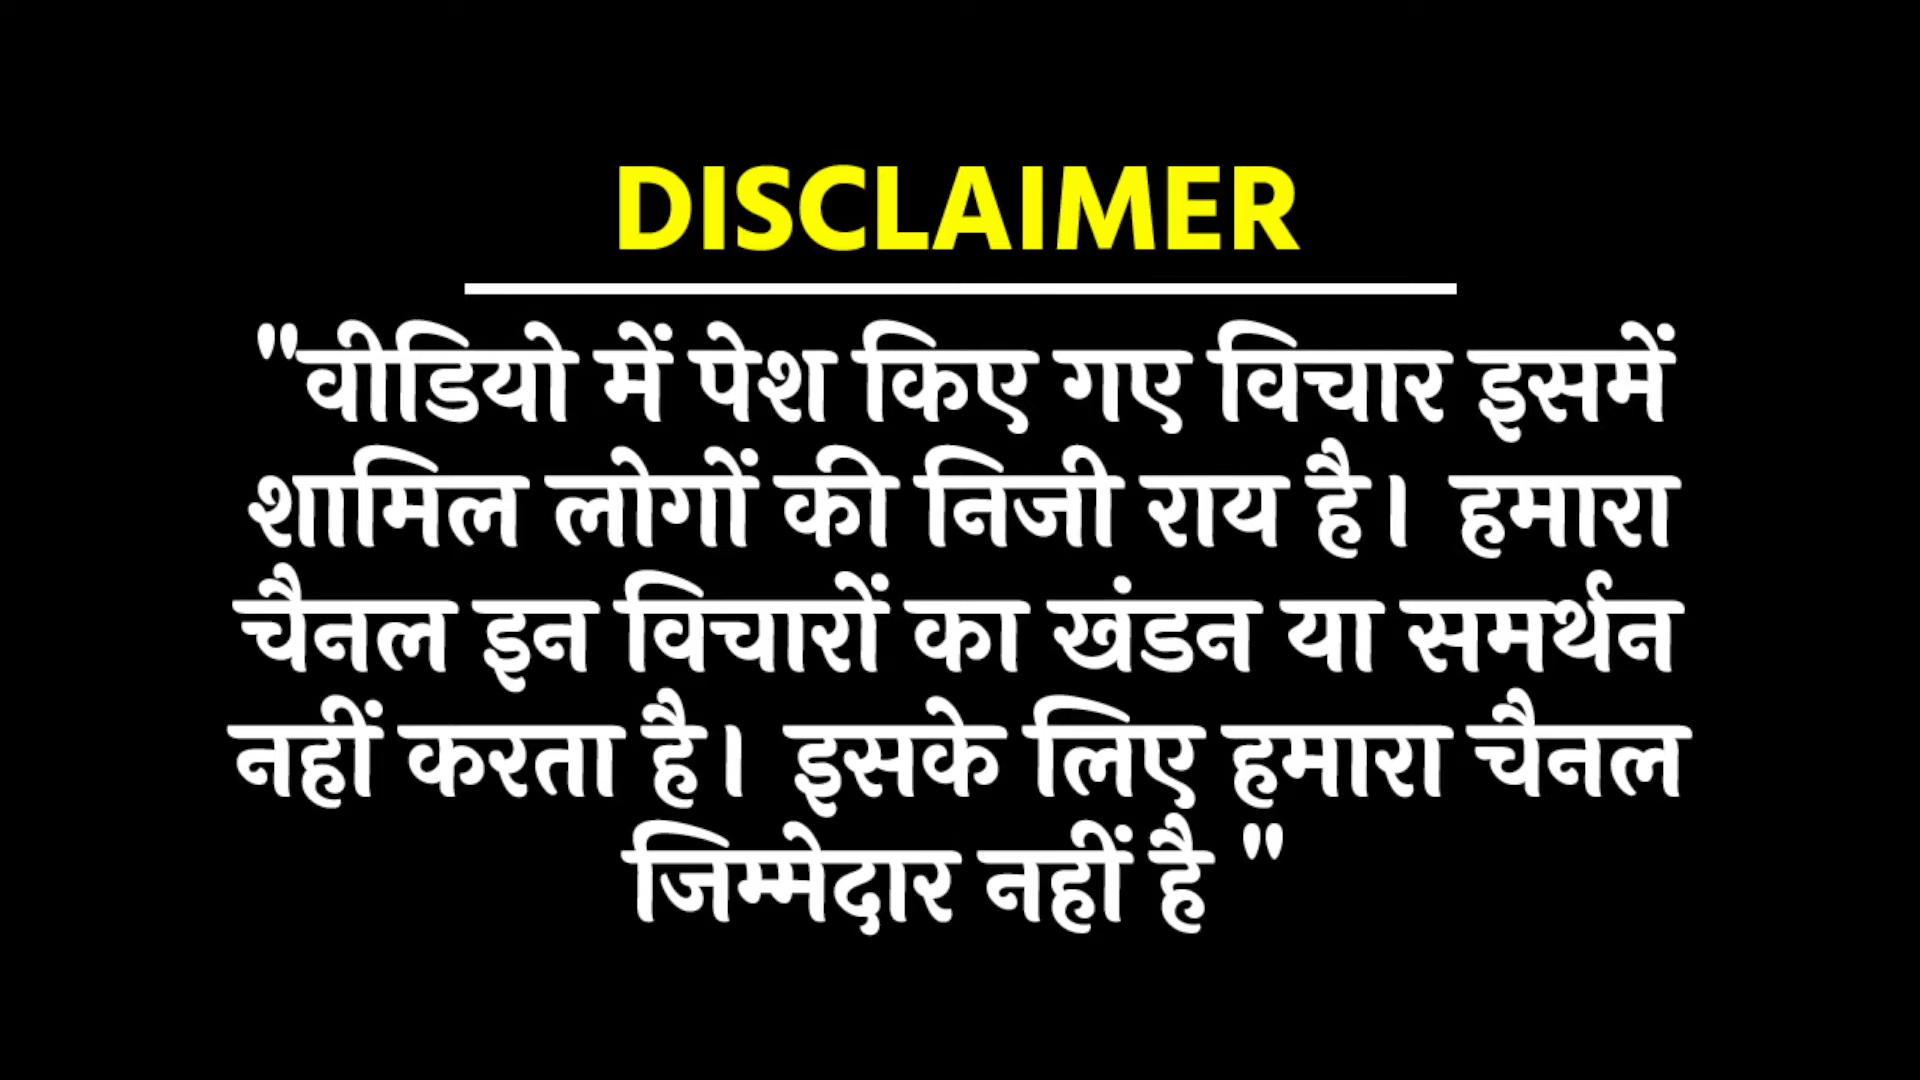 DISCLAIMER
"वीडियो में पेश किए गए विचार इसमें
शामिल लोगों की निजी राय है। हमारा
चैनल इन विचारों का खंडन या समर्थन
नहीं करता है। इसके लिए हमारा चैनल
जिम्मेदार नहीं है "